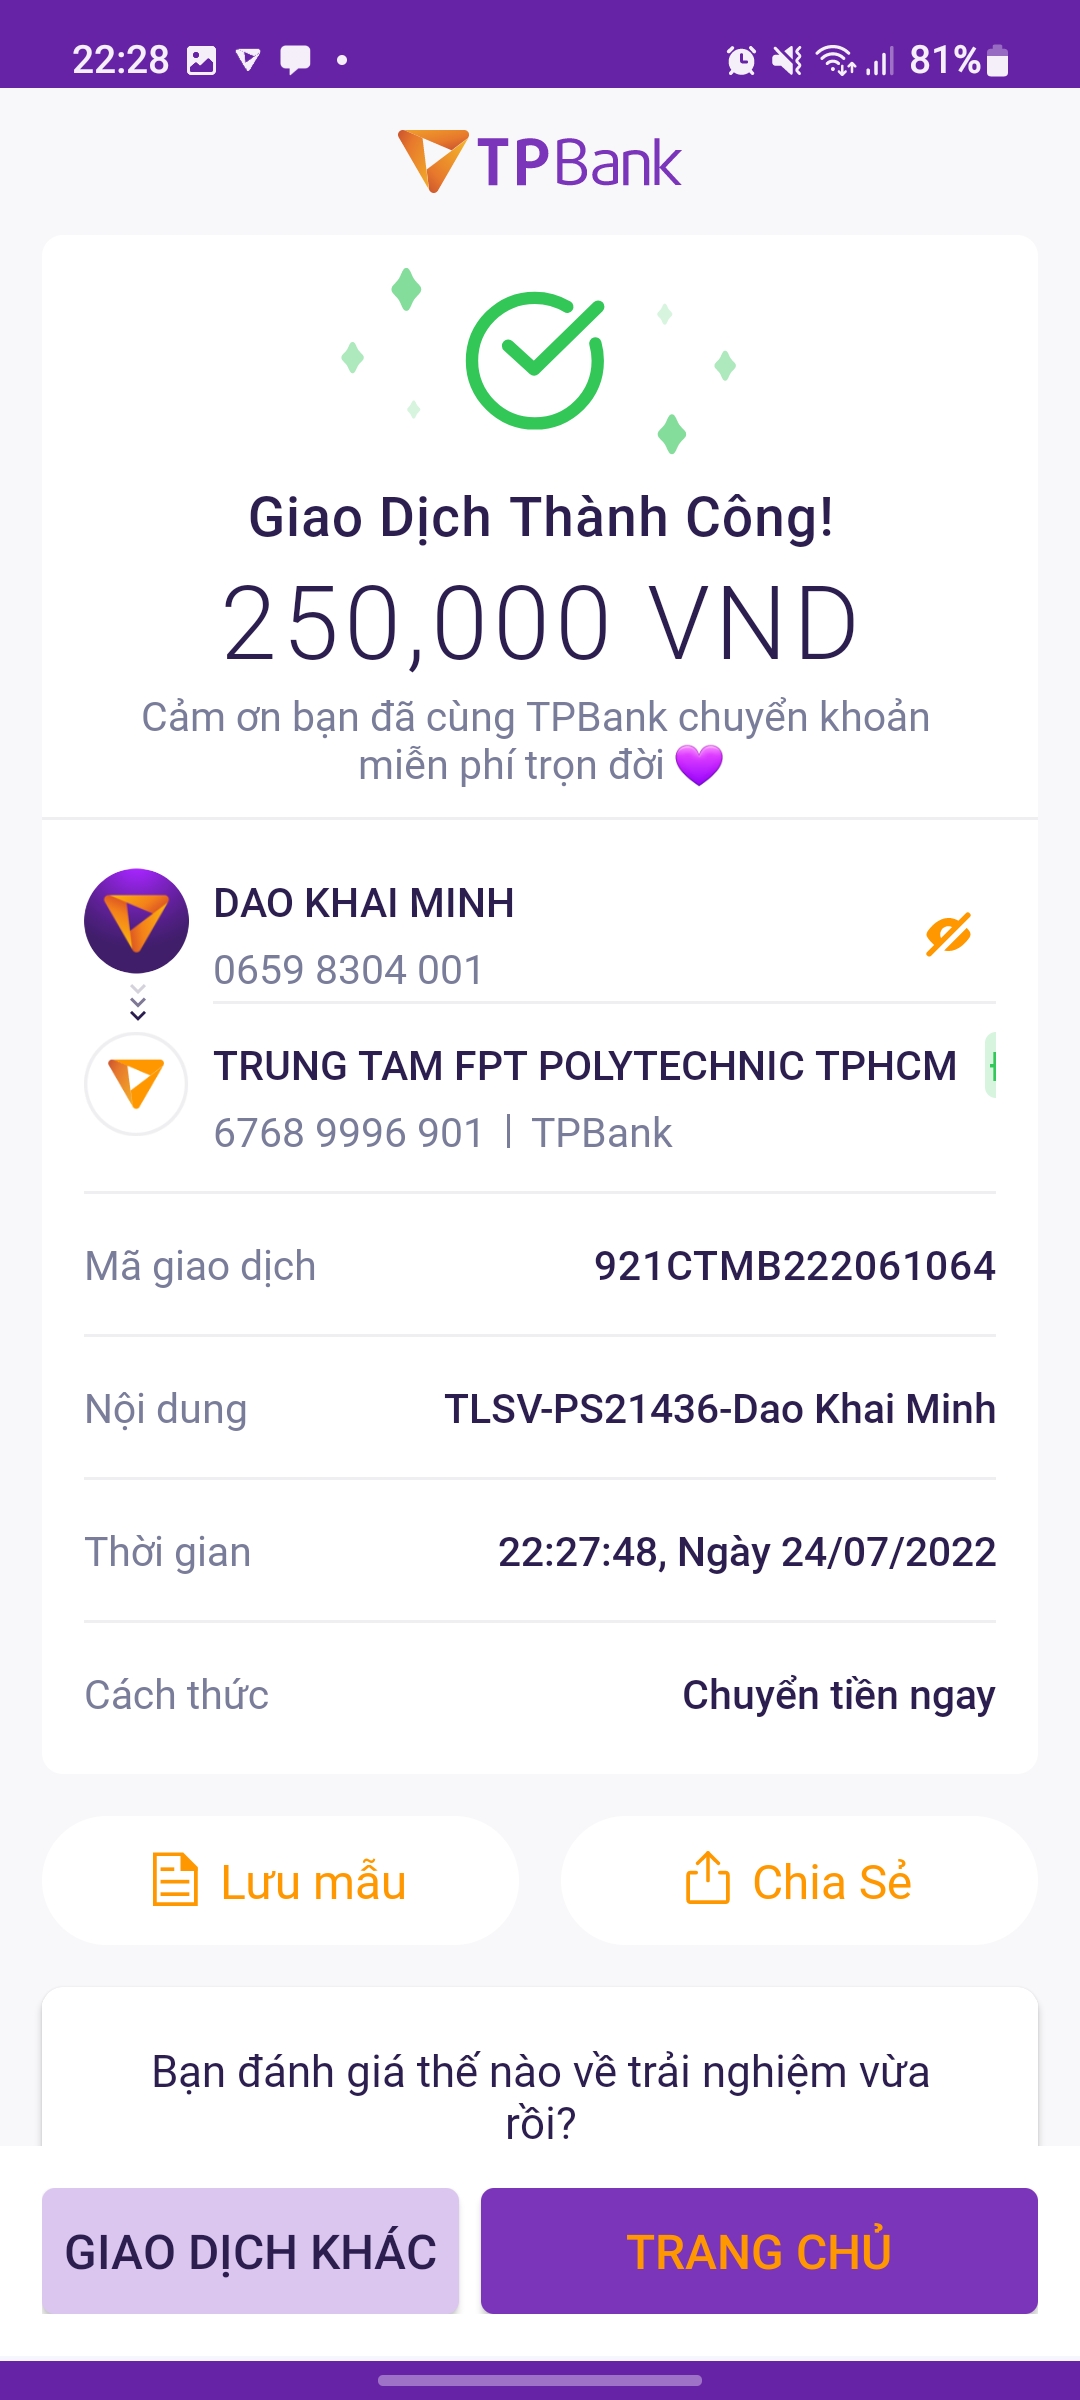 22:28 81%
TPBank
Giao Dịch Thành Công!
250,000 VND
Cảm ơn bạn đã cùng TPBank chuyển khoản
miễn phí trọn đời
DAO KHAI MINH
0659 8304 001
TRUNG TAM FPT POLYTECHNIC TPHCM
6768 9996 901 | TPBank
Mã giao dịch 921CTMB222061064
Nội dung TLSV-PS21436-Dao Khai Minh
Thời gian 22:27:48, Ngày 24/07/2022
Cách thức Chuyển tiền ngay
Lưu mẫu Chia Sẻ
Bạn đánh giá thế nào về trải nghiệm vừa
rồi?
GIAO DỊCH KHÁC TRANG CHỦ